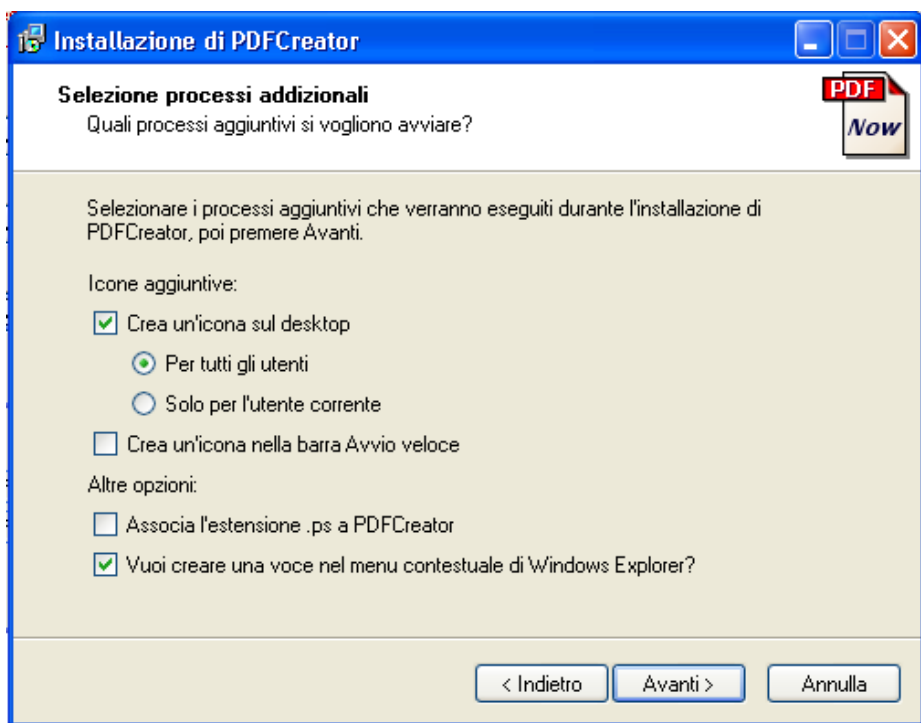 Installazione di PDFCreator
Selezione processi addizionali
Quali processi aggiuntivi si vogliono avviare?
PDF
Now
Selezionare i processi aggiuntivi che verranno eseguiti durante l'installazione di
PDFCreator, poi premere Avanti.
Icone aggiuntive:
Crea un'icona sul desktop
Per tutti gli utenti
Solo per l'utente corrente
Crea un'icona nella barra Avvio veloce
Altre opzioni:
Associa l'estensione .ps a PDFCreator
Vuoi creare una voce nel menu contestuale di Windows Explorer?
< Indietro
Avanti >
Annulla